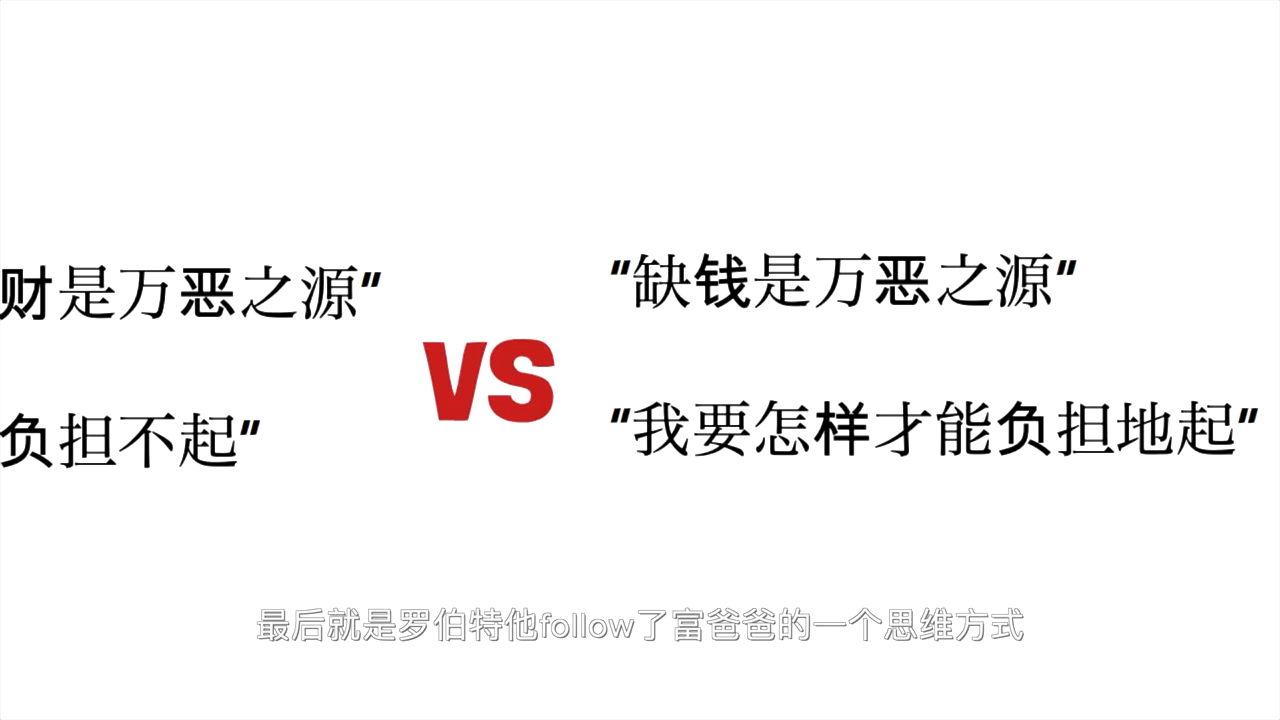 财是万恶之源”
“缺钱是万恶之源”
VS
负担不起”
“我要怎样才能负担地起”
最后就是罗伯特他follow了富爸爸的一个思维方式